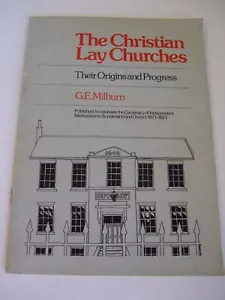 The Christian
Lay Churches
Their Origins and Progress
G.E. Milburn
Published to celebrate the Centenary of Independent
Methodism in Sunderland and District 1877-1977